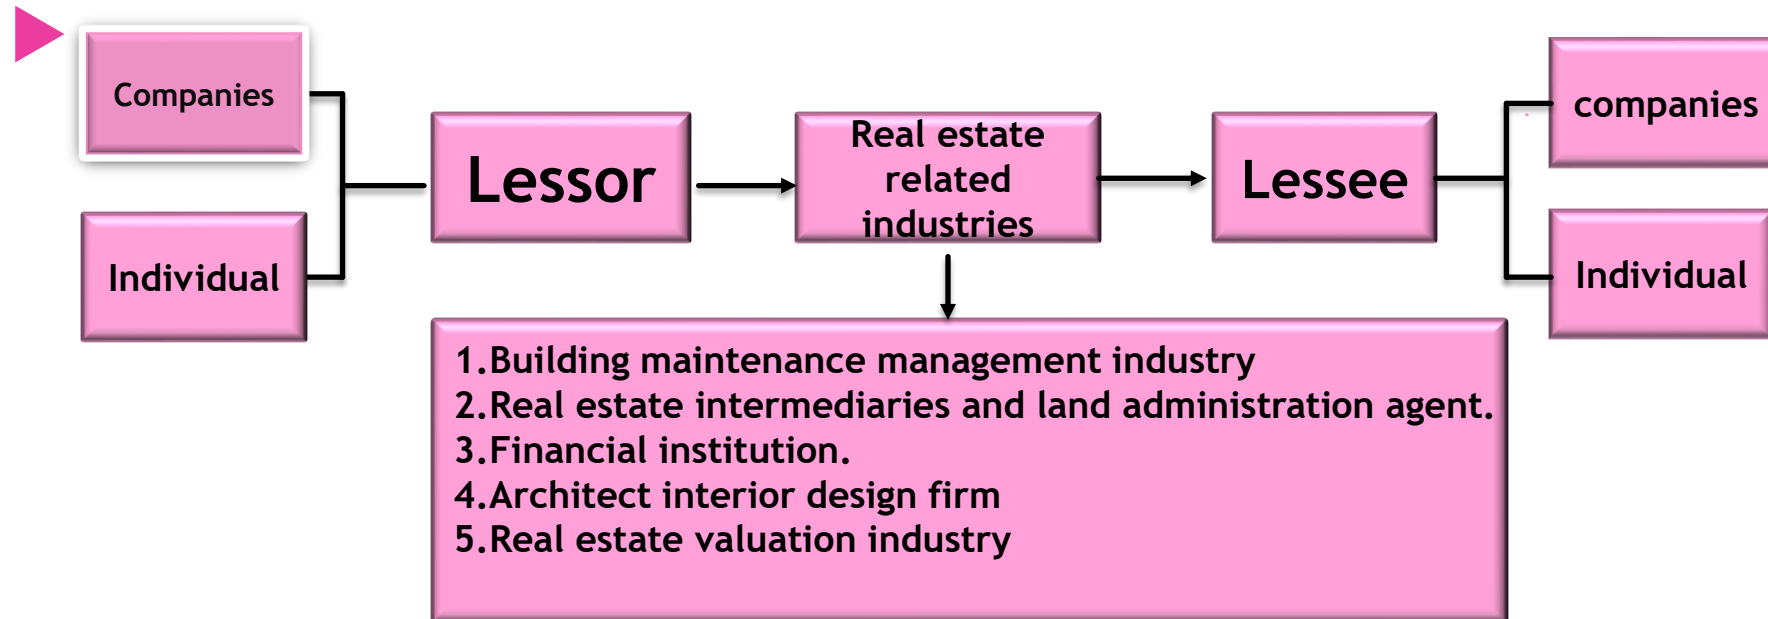 Companies
Individual
Lessor
Real estate
related
industries
Lessee
companies
Individual
1.Building maintenance management industry
2.Real estate intermediaries and land administration agent.
3.Financial institution.
4.Architect interior design firm
5.Real estate valuation industry